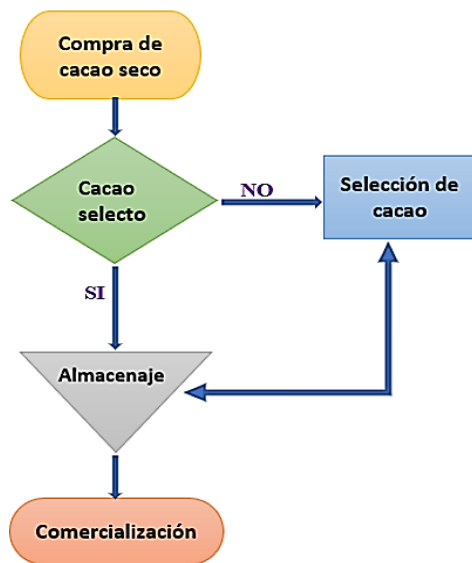 Compra de
cacao seco
Cacao
selecto
NO
Selección de
cacao
SI
Almacenaje
Comercialización